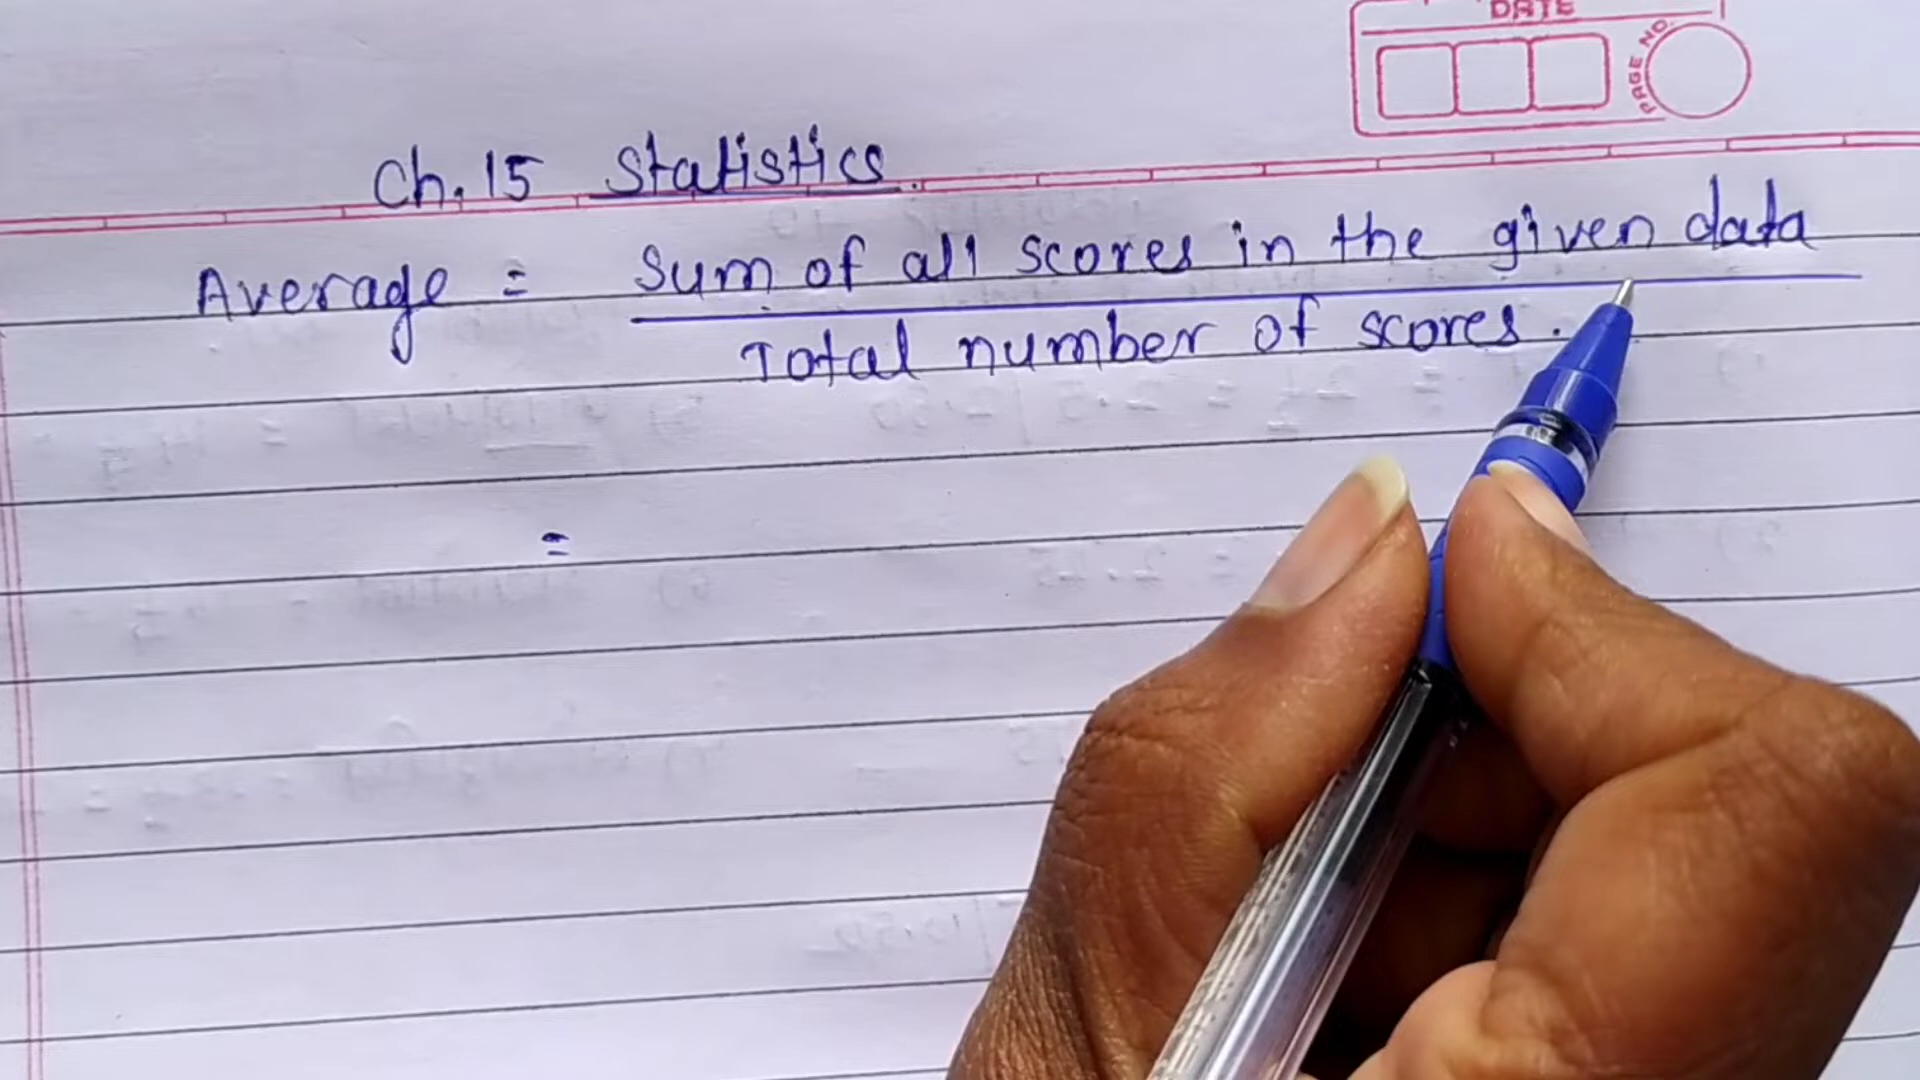 DATE
PAGE NO.
Ch. 15 Statistics.
Average = Sum of all scores in the given data
Total number of scores.
=